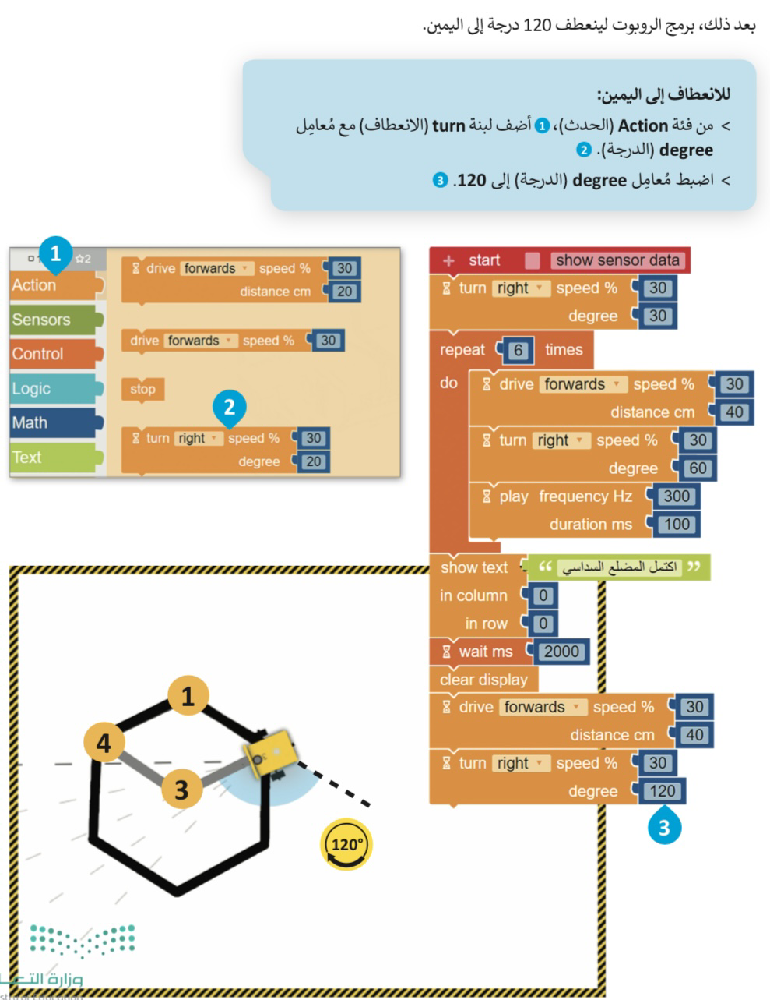 بعد ذلك، برمج الروبوت لينعطف 120 درجة إلى اليمين.
للانعطاف إلى اليمين:
> من فئة Action (الحدث)، 1 أضف لبنة turn (الانعطاف) مع مُعامِل
degree (الدرجة). 2
> اضبط مُعامِل degree (الدرجة) إلى 120. 3
1
2
Action
Sensors
Control
Logic
Math
Text
drive forwards speed % 30
distance cm 20
drive forwards speed % 30
stop
2
turn right speed % 30
degree 20
start show sensor data
turn right speed % 30
degree 30
repeat 6 times
do drive forwards speed % 30
distance cm 40
turn right speed % 30
degree 60
play frequency Hz 300
duration ms 100
show text “ اكتمل المضلع السداسي ”
in column 0
in row 0
wait ms 2000
clear display
drive forwards speed % 30
distance cm 40
turn right speed % 30
degree 120
3
1
4
3
120°
وزارة التعـا